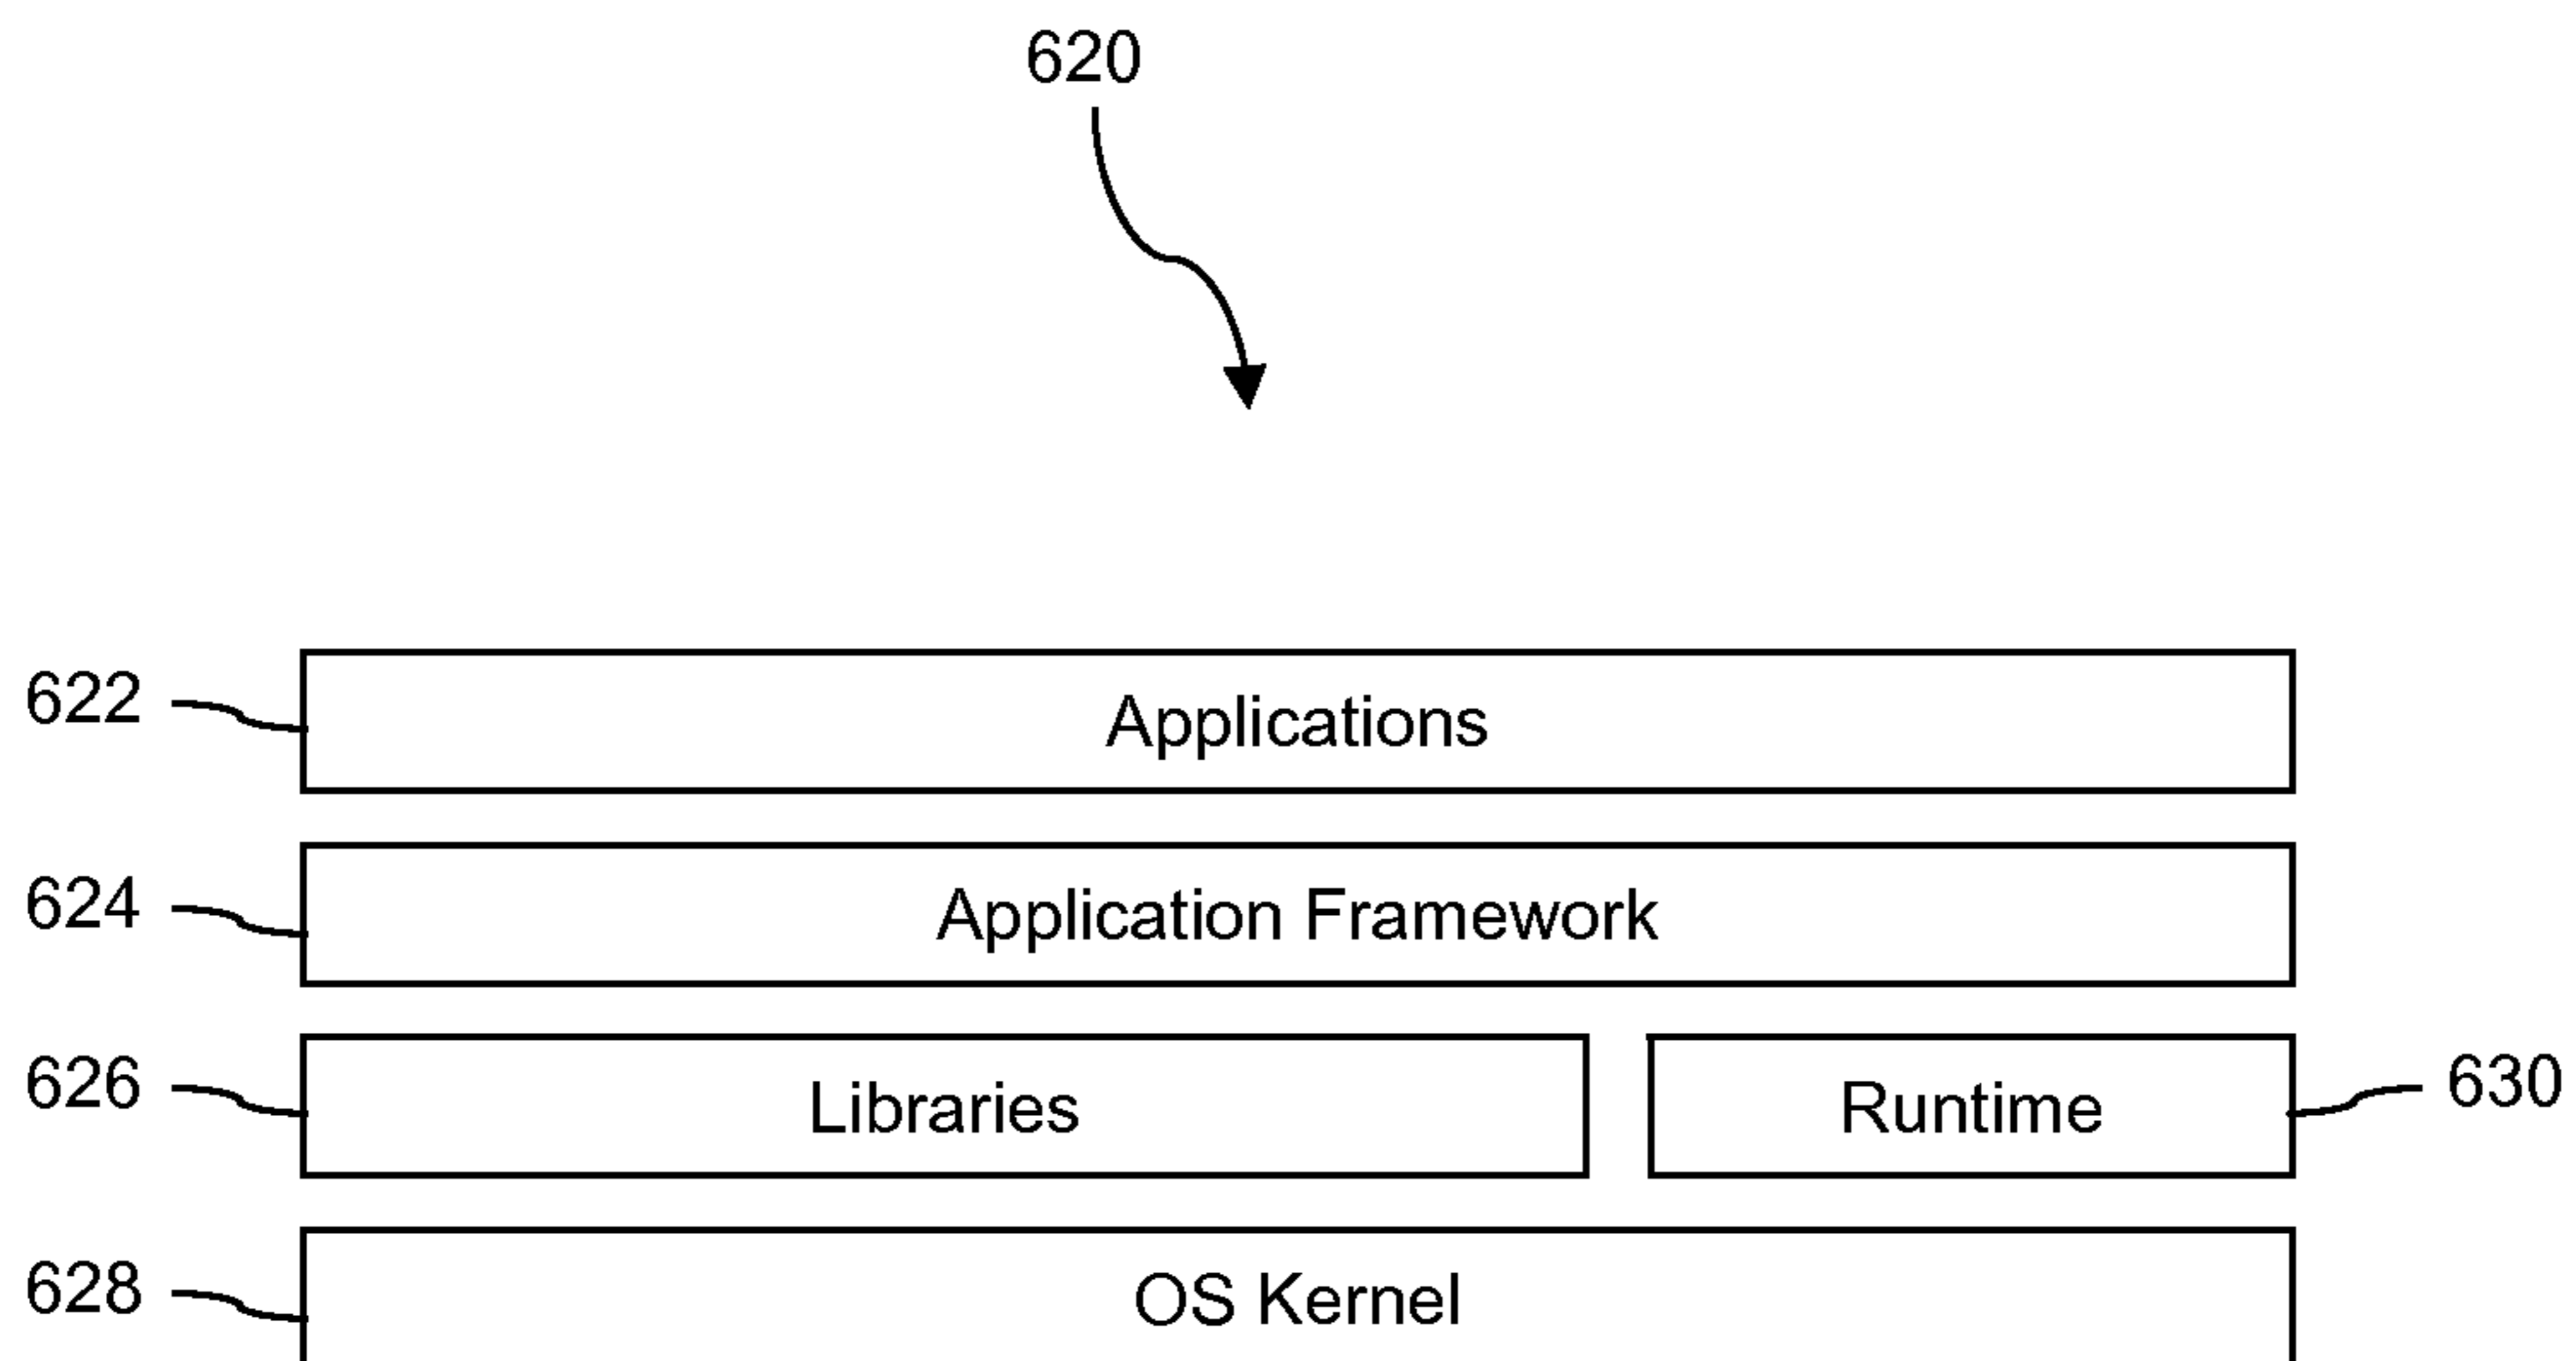 620
622 Applications
624 Application Framework
626 Libraries Runtime 630
628 OS Kernel